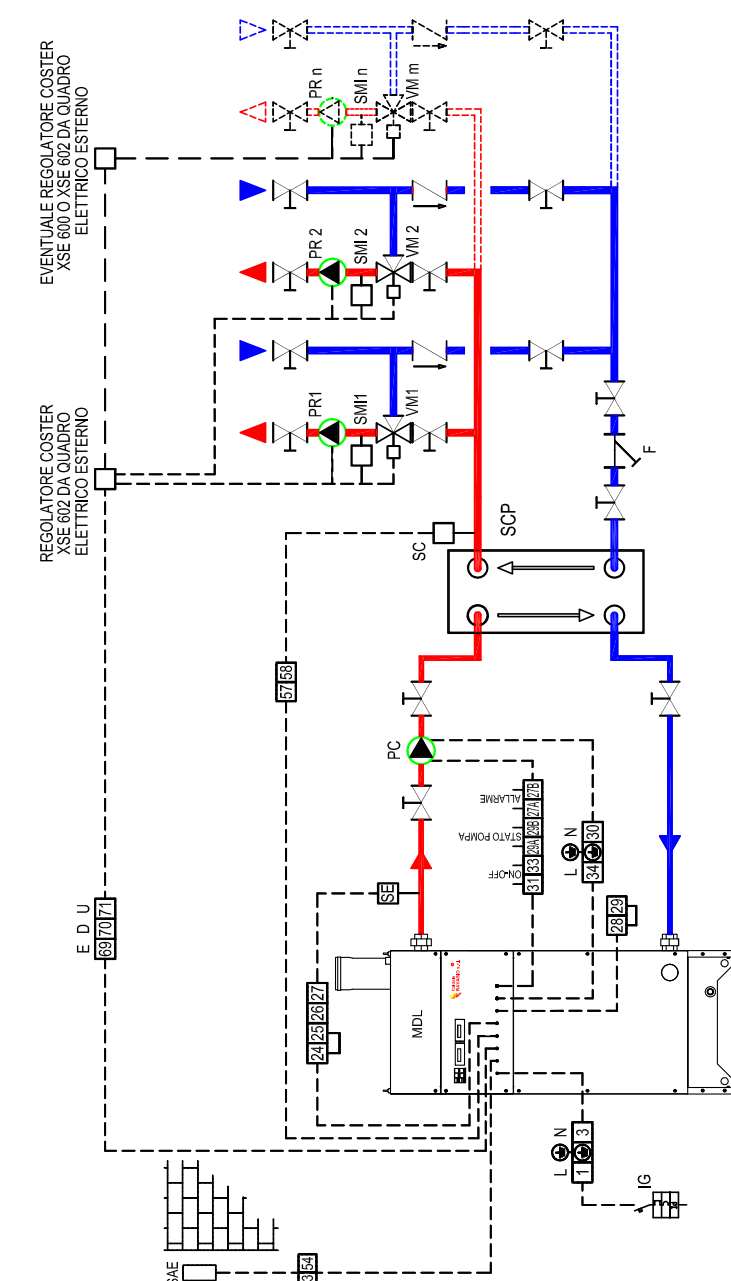 EVENTUALE REGOLATORE COSTER
XSE 600 O XSE 602 DA QUADRO
ELETTRICO ESTERNO
REGOLATORE COSTER
XSE 602 DA QUADRO
ELETTRICO ESTERNO
PR n
SMI n
VM m
PR 2
SMI 2
VM 2
PR1
SMI1
VM1
F
SC
SCP
57 58
PC
SE
ALLARME
STATO POMPA
ON-OFF
31 33 29A 29B 27A 27B
L N
34 30
28 29
E D U
69 70 71
24 25 26 27
MDL
L N
1 3
IG
54